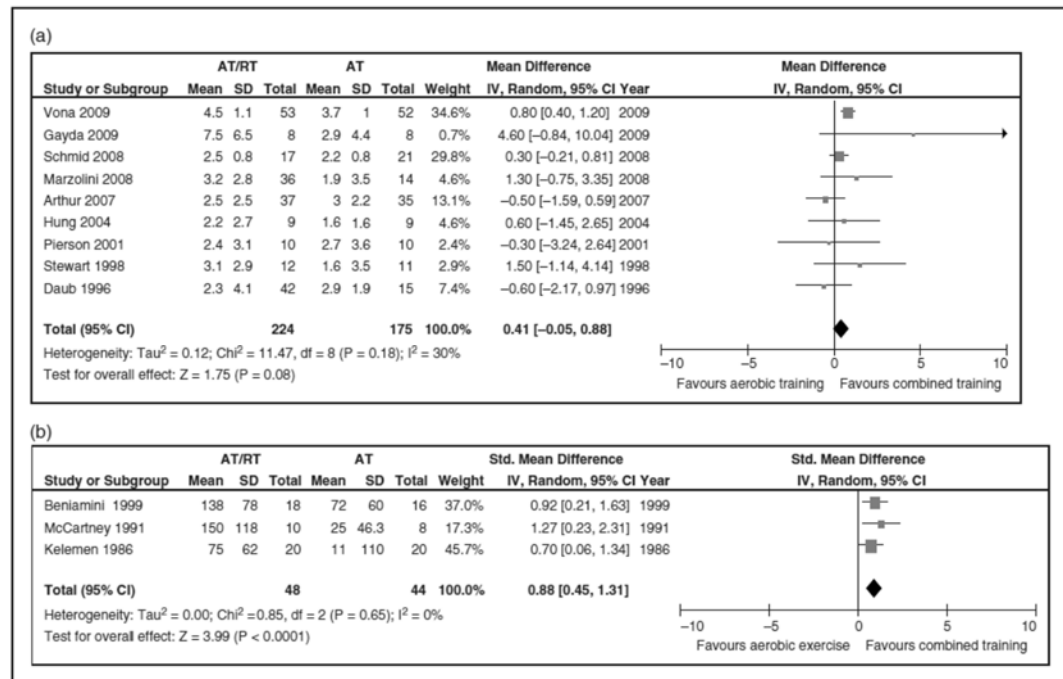 (a)
AT/RT AT Mean Difference Mean Difference
Study or Subgroup Mean SD Total Mean SD Total Weight IV, Random, 95% CI Year IV, Random, 95% CI
Vona 2009 4.5 1.1 53 3.7 1 52 34.6% 0.80 [0.40, 1.20] 2009
Gayda 2009 7.5 6.5 8 2.9 4.4 8 0.7% 4.60 [−0.84, 10.04] 2009
Schmid 2008 2.5 0.8 17 2.2 0.8 21 29.8% 0.30 [−0.21, 0.81] 2008
Marzolini 2008 3.2 2.8 36 1.9 3.5 14 4.6% 1.30 [−0.75, 3.35] 2008
Arthur 2007 2.5 2.5 37 3 2.2 35 13.1% −0.50 [−1.59, 0.59] 2007
Hung 2004 2.2 2.7 9 1.6 1.6 9 4.6% 0.60 [−1.45, 2.65] 2004
Pierson 2001 2.4 3.1 10 2.7 3.6 10 2.4% −0.30 [−3.24, 2.64] 2001
Stewart 1998 3.1 2.9 12 1.6 3.5 11 2.9% 1.50 [−1.14, 4.14] 1998
Daub 1996 2.3 4.1 42 2.9 1.9 15 7.4% −0.60 [−2.17, 0.97] 1996
Total (95% CI) 224 175 100.0% 0.41 [−0.05, 0.88]
Heterogeneity: Tau² = 0.12; Chi² = 11.47, df = 8 (P = 0.18); I² = 30%
Test for overall effect: Z = 1.75 (P = 0.08)
−10 −5 0 5 10
Favours aerobic training Favours combined training
(b)
AT/RT AT Std. Mean Difference Std. Mean Difference
Study or Subgroup Mean SD Total Mean SD Total Weight IV, Random, 95% CI Year IV, Random, 95% CI
Beniamini 1999 138 78 18 72 60 16 37.0% 0.92 [0.21, 1.63] 1999
McCartney 1991 150 118 10 25 46.3 8 17.3% 1.27 [0.23, 2.31] 1991
Kelemen 1986 75 62 20 11 110 20 45.7% 0.70 [0.06, 1.34] 1986
Total (95% CI) 48 44 100.0% 0.88 [0.45, 1.31]
Heterogeneity: Tau² = 0.00; Chi² =0.85, df = 2 (P = 0.65); I² = 0%
Test for overall effect: Z = 3.99 (P < 0.0001)
−10 −5 0 5 10
Favours aerobic exercise Favours combined training